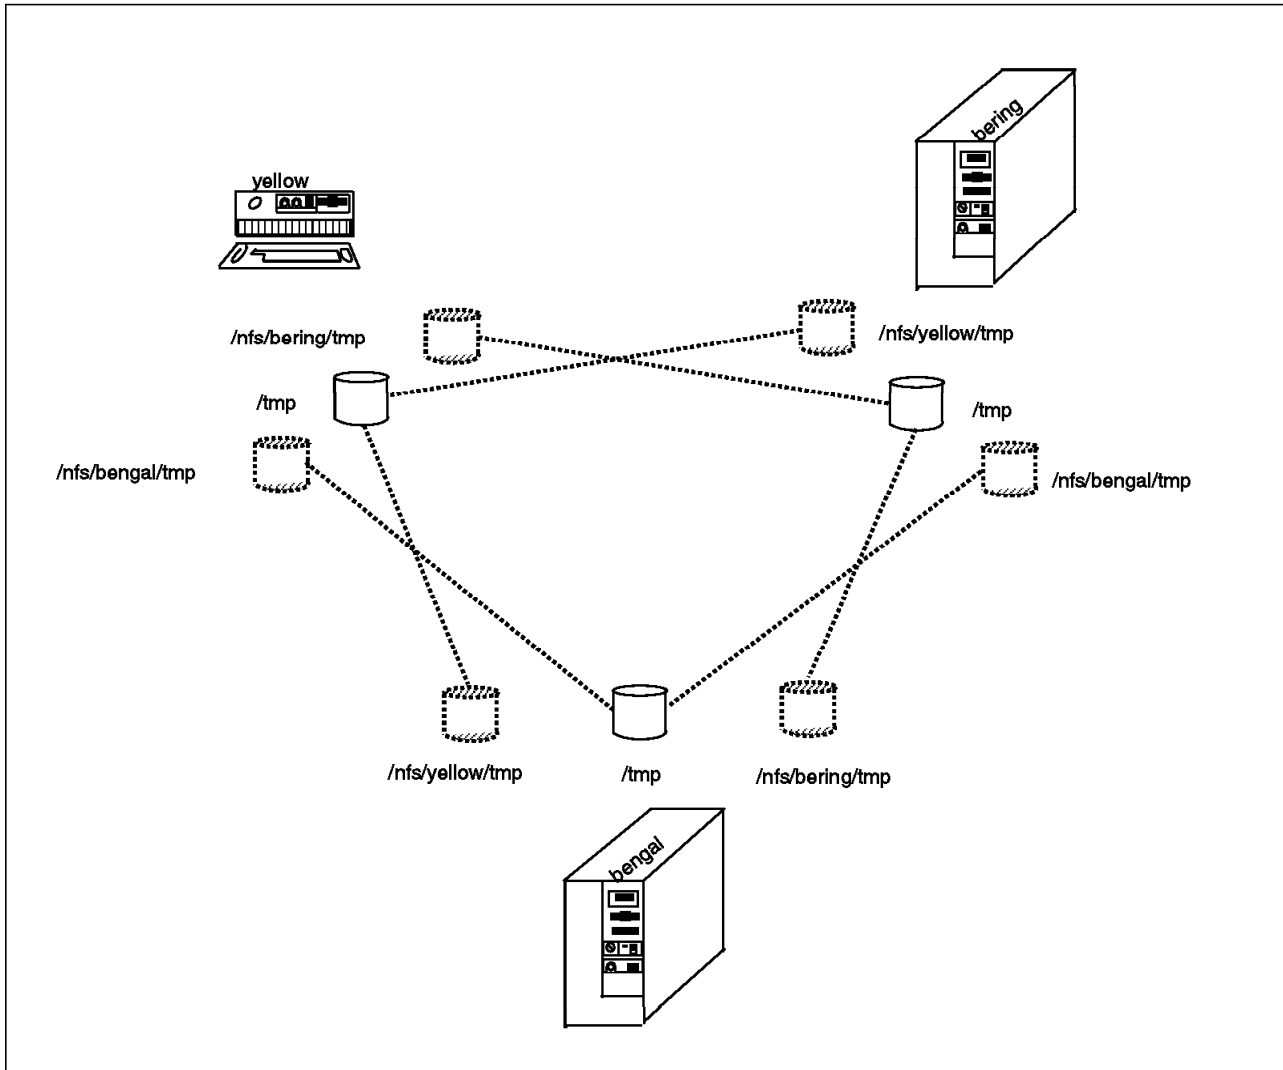 bering
yellow
/nfs/bering/tmp
/nfs/yellow/tmp
/tmp
/tmp
/nfs/bengal/tmp
/nfs/bengal/tmp
/nfs/yellow/tmp
/tmp
/nfs/bering/tmp
bengal